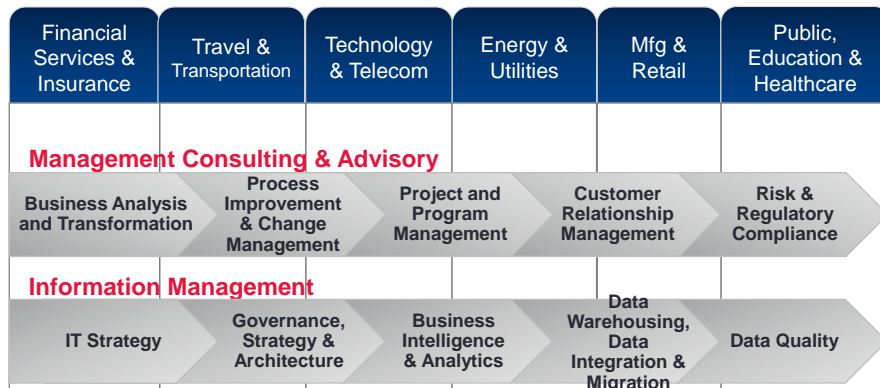 Financial
Services &
Insurance
Travel &
Transportation
Technology
& Telecom
Energy &
Utilities
Mfg &
Retail
Public,
Education &
Healthcare
Management Consulting & Advisory
Business Analysis
and Transformation
Process
Improvement
& Change
Management
Project and
Program
Management
Customer
Relationship
Management
Risk &
Regulatory
Compliance
Information Management
IT Strategy
Governance,
Strategy &
Architecture
Business
Intelligence
& Analytics
Data
Warehousing,
Data
Integration &
Migration
Data Quality